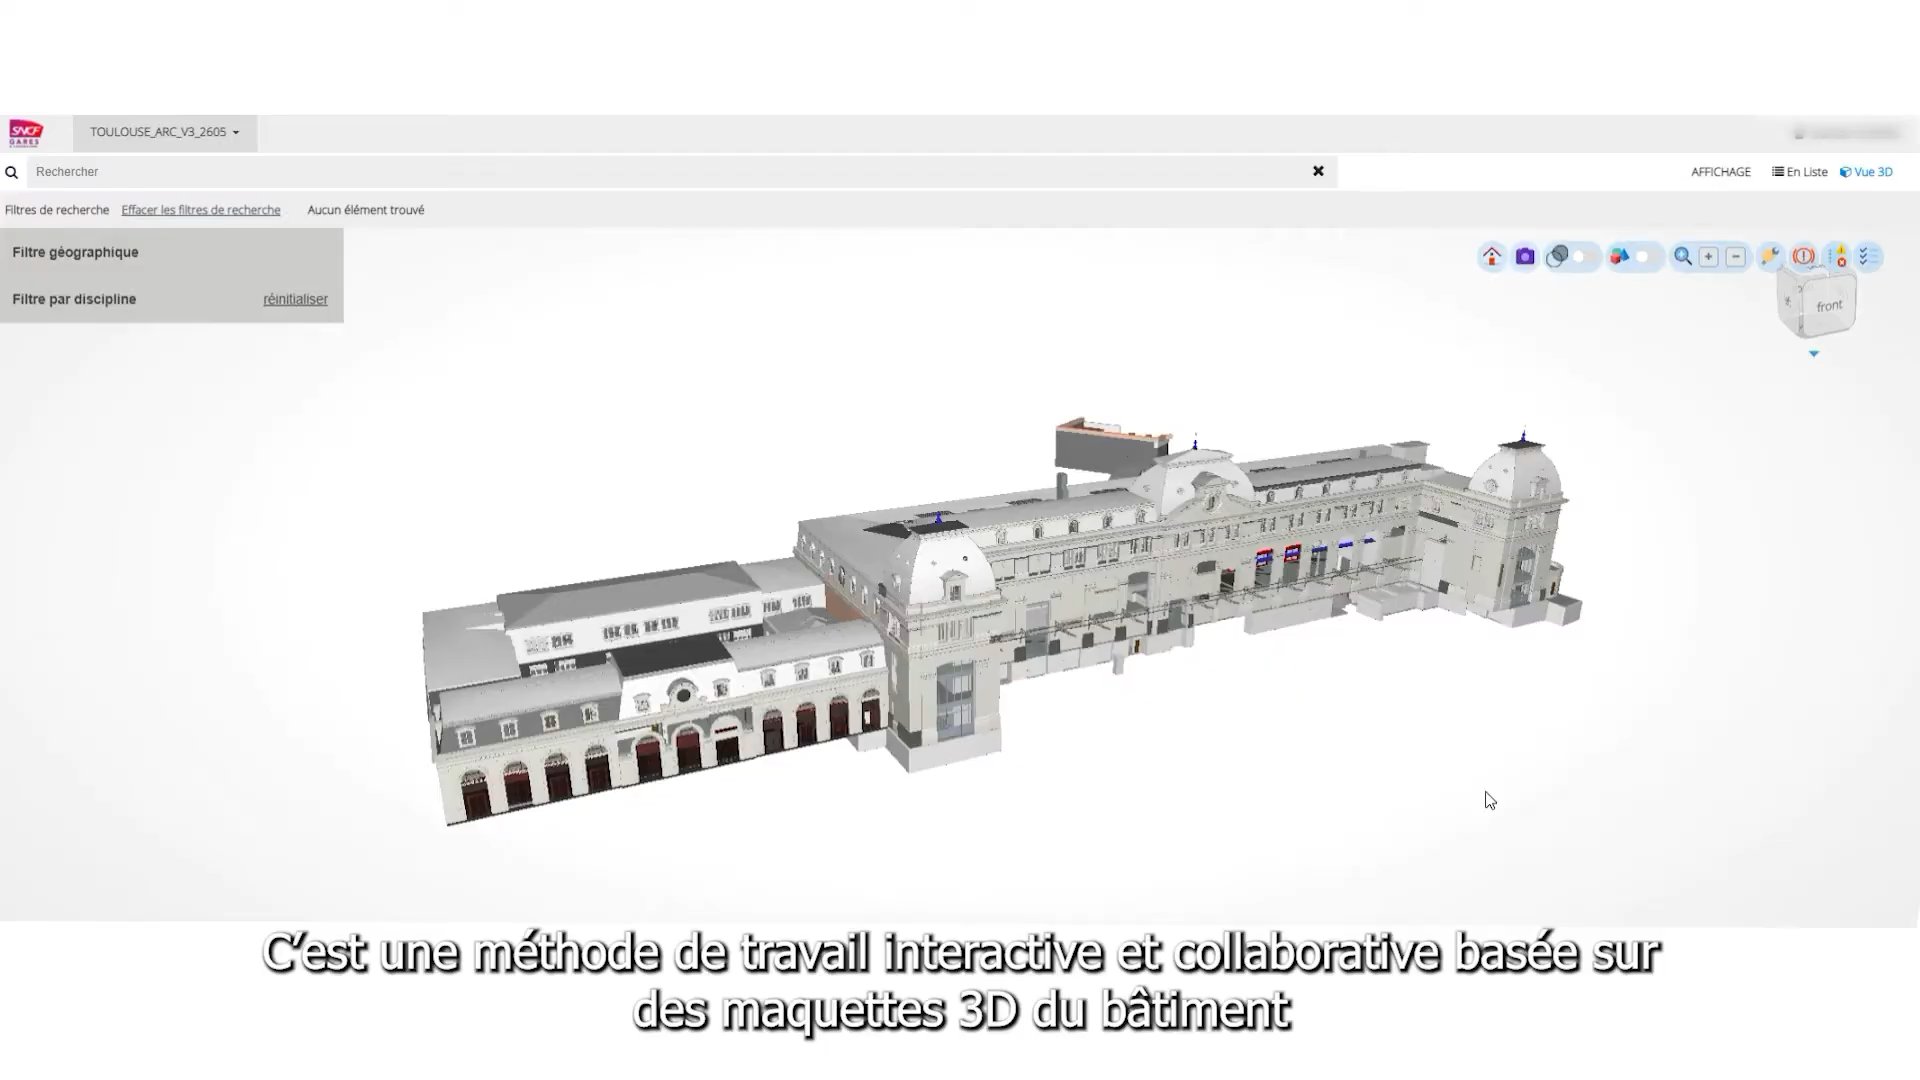 SNCF
GARES
TOULOUSE_ARC_V3_2605
Rechercher
AFFICHAGE En Liste Vue 3D
Filtres de recherche Effacer les filtres de recherche Aucun élément trouvé
Filtre géographique
Filtre par discipline réinitialiser
front
C'est une méthode de travail interactive et collaborative basée sur
des maquettes 3D du bâtiment